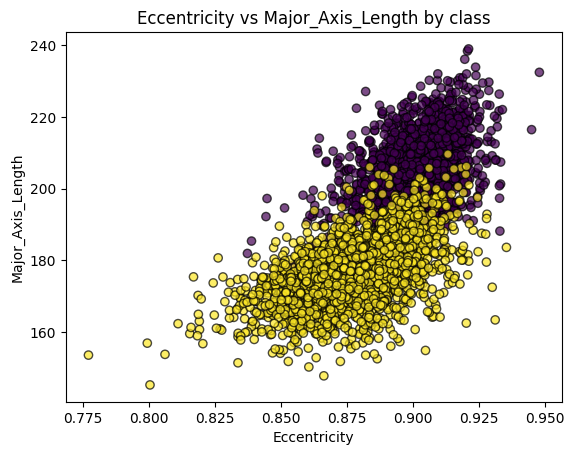 Eccentricity vs Major_Axis_Length by class
240
220
200
180
160
Major_Axis_Length
0.775 0.800 0.825 0.850 0.875 0.900 0.925 0.950
Eccentricity